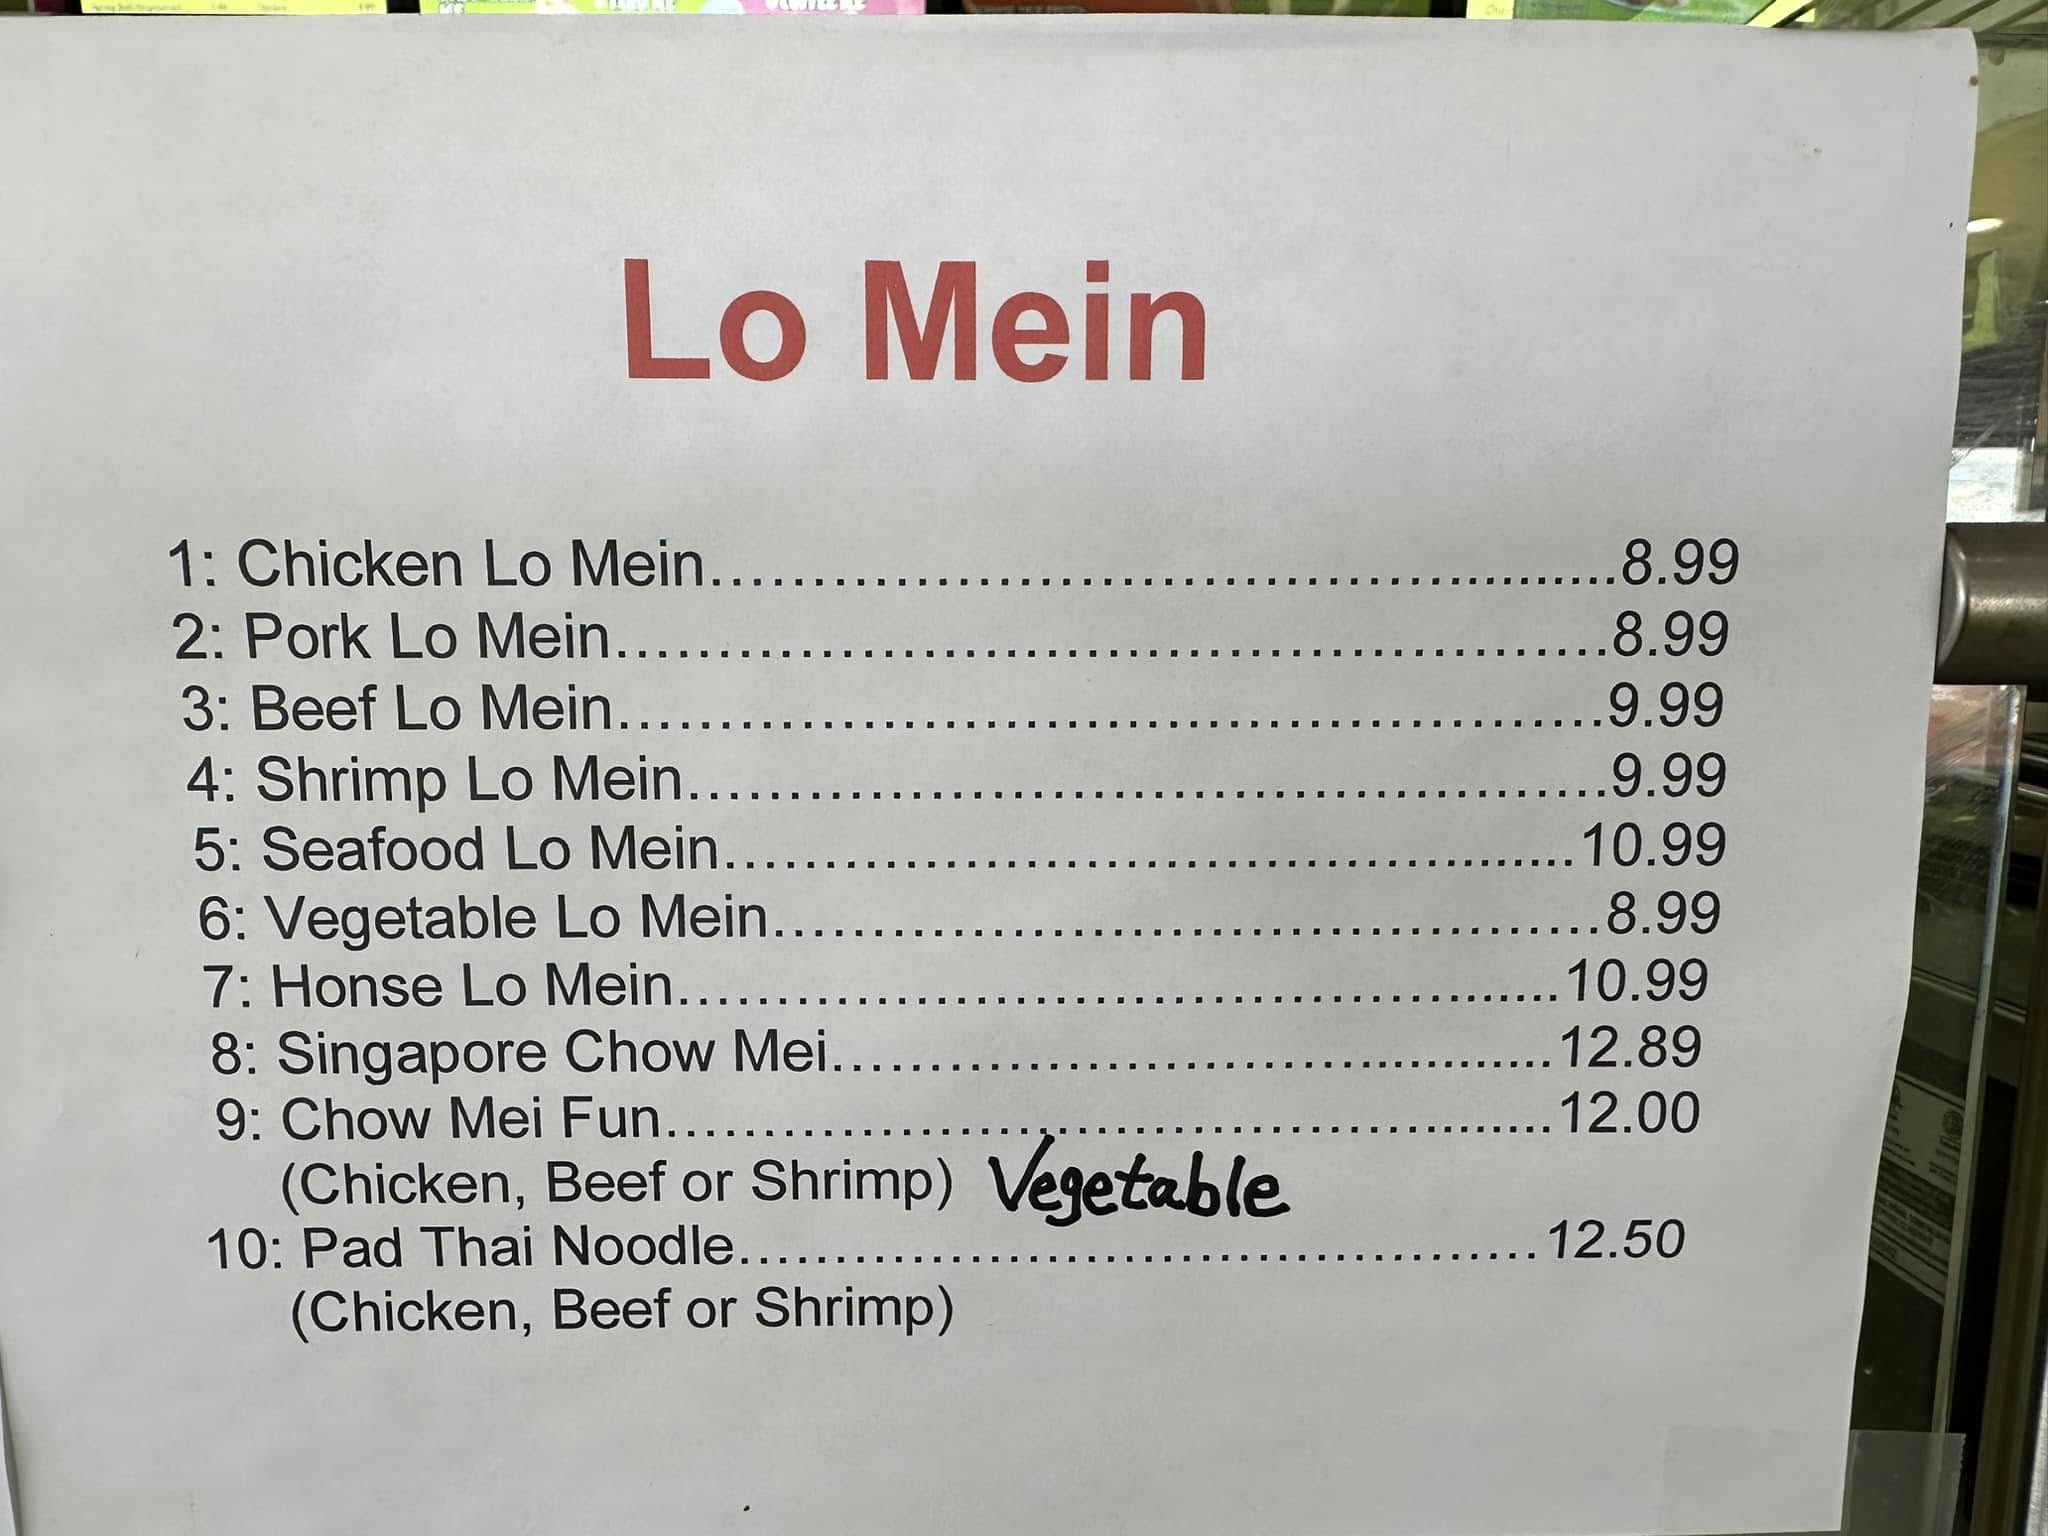 Lo Mein
1: Chicken Lo Mein.............................................8.99
2: Pork Lo Mein.............................................8.99
3: Beef Lo Mein.............................................9.99
4: Shrimp Lo Mein.............................................9.99
5: Seafood Lo Mein.............................................10.99
6: Vegetable Lo Mein.............................................8.99
7: Honse Lo Mein.............................................10.99
8: Singapore Chow Mei.............................................12.89
9: Chow Mei Fun.............................................12.00
(Chicken, Beef or Shrimp) Vegetable
10: Pad Thai Noodle.............................................12.50
(Chicken, Beef or Shrimp)